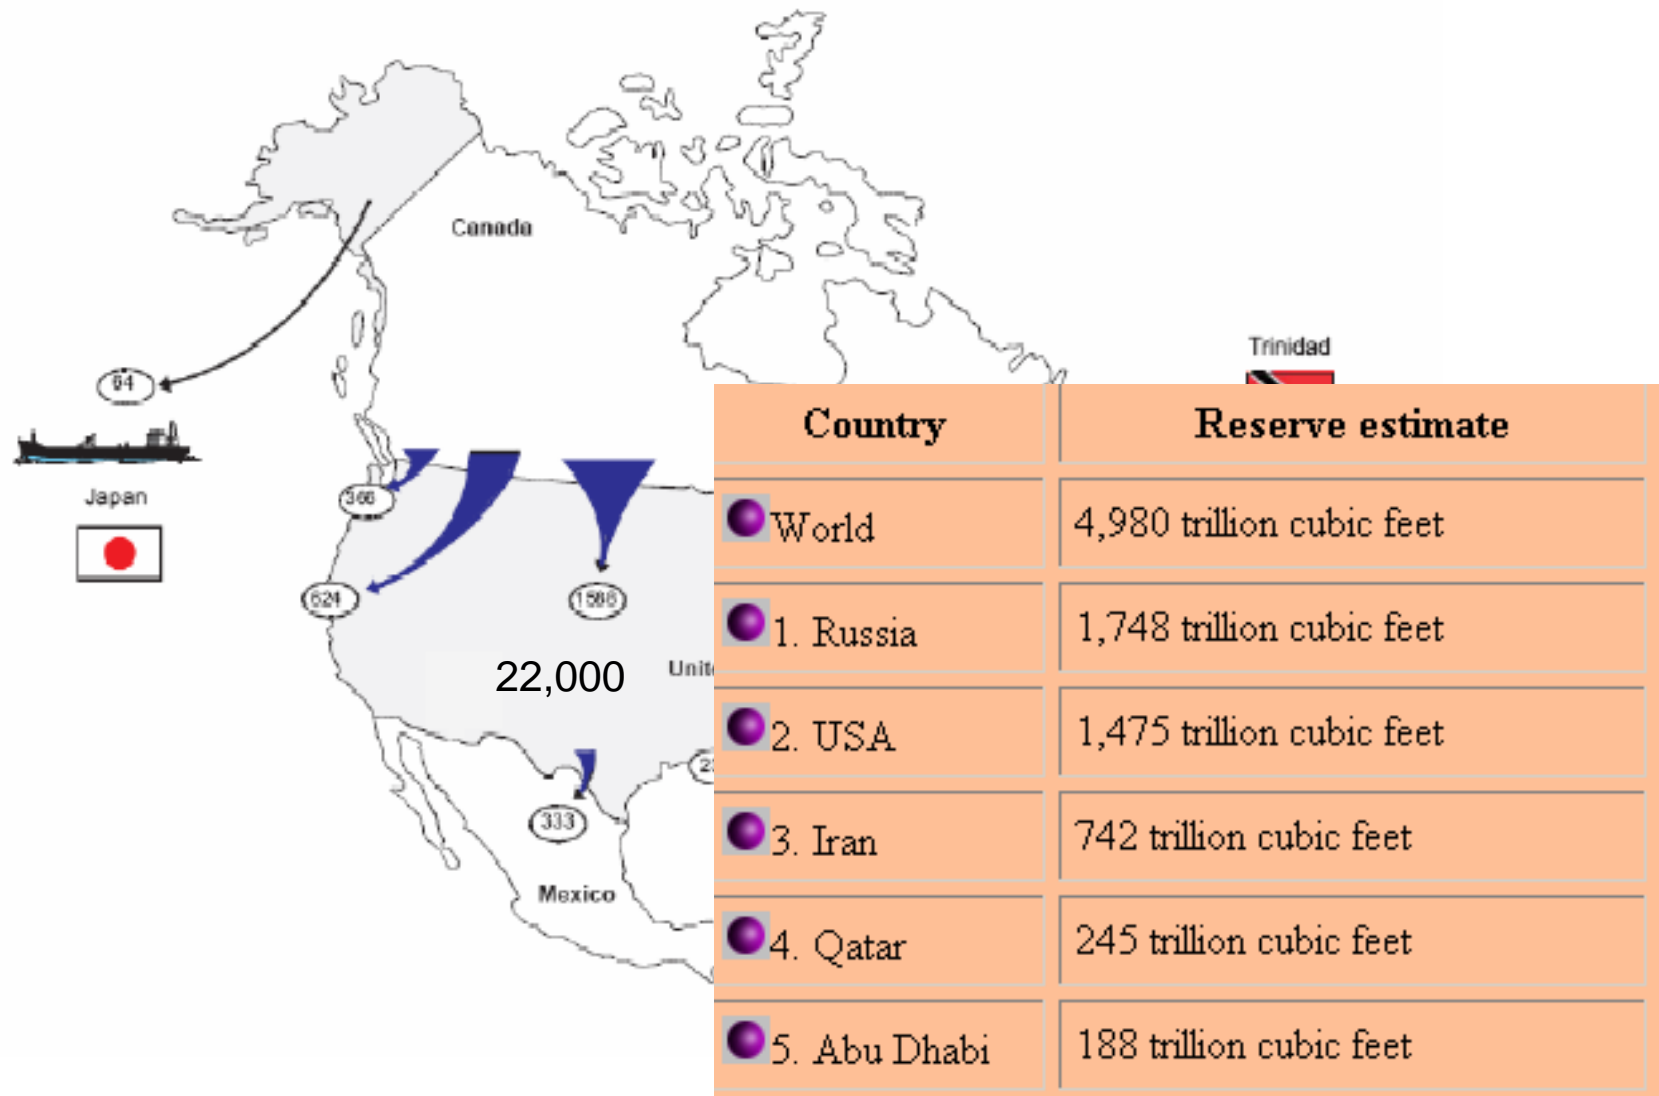 Canada
Trinidad
64
Japan
366
624
1586
22,000
Unit
333
Mexico
Country Reserve estimate
World 4,980 trillion cubic feet
1. Russia 1,748 trillion cubic feet
2. USA 1,475 trillion cubic feet
3. Iran 742 trillion cubic feet
4. Qatar 245 trillion cubic feet
5. Abu Dhabi 188 trillion cubic feet